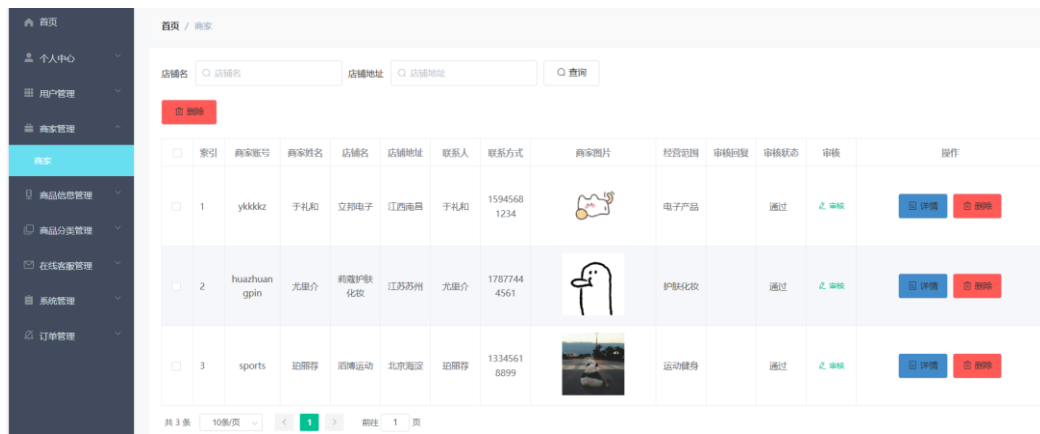 首页
个人中心
用户管理
商家管理
商家
商品信息管理
商品分类管理
在线客服管理
系统管理
订单管理
首页 / 商家
店铺名 店铺名 店铺地址 店铺地址 查询
删除
索引 商家账号 商家姓名 店铺名 店铺地址 联系人 联系方式 商家图片 经营范围 审核回复 审核状态 审核 操作
1 ykkkkz 于礼和 立邦电子 江西南昌 于礼和 1594568 电子产品 通过 审核 详情 删除
1234
2 huazhuan 尤里介 莉蔻护肤 江苏苏州 尤里介 1787744 护肤化妆 通过 审核 详情 删除
gpin 化妆 4561
3 sports 珀丽荐 滔博运动 北京海淀 珀丽荐 1334561 运动健身 通过 审核 详情 删除
8899
共 3 条 10条/页 1 前往 1 页